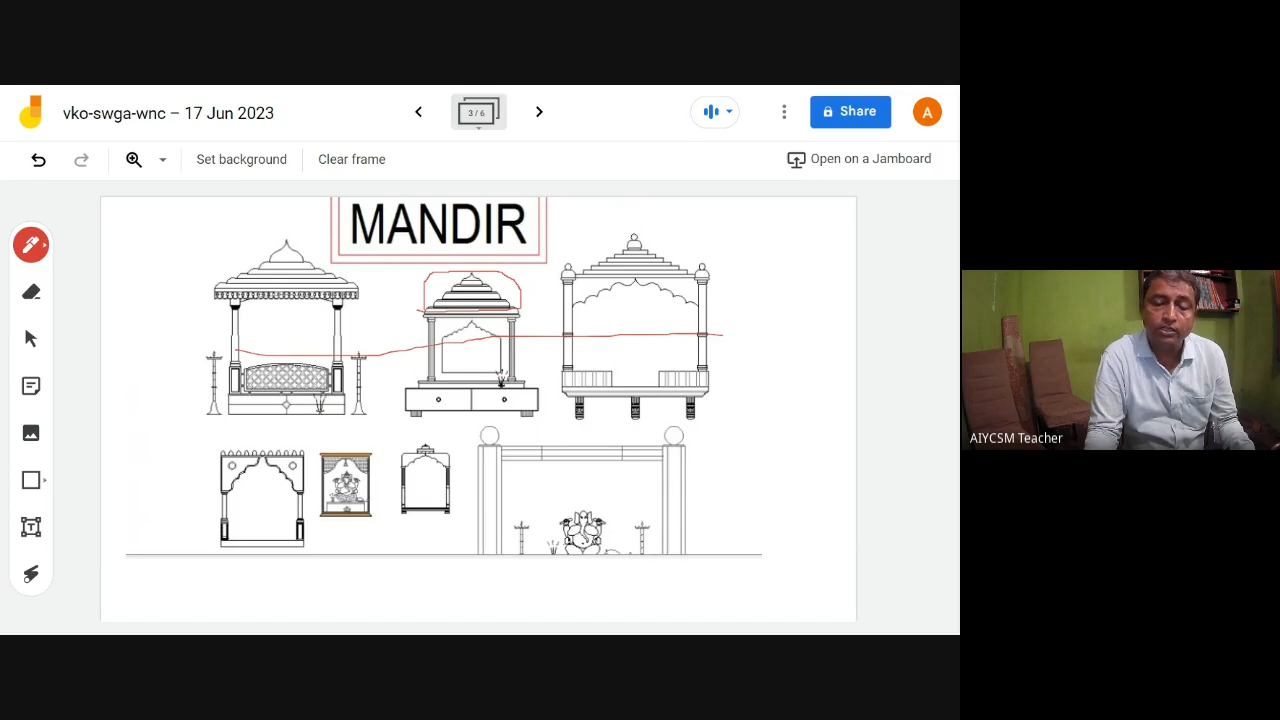 vko-swga-wnc – 17 Jun 2023
3 / 6
Share
A
Set background
Clear frame
Open on a Jamboard
MANDIR
AIYCSM Teacher